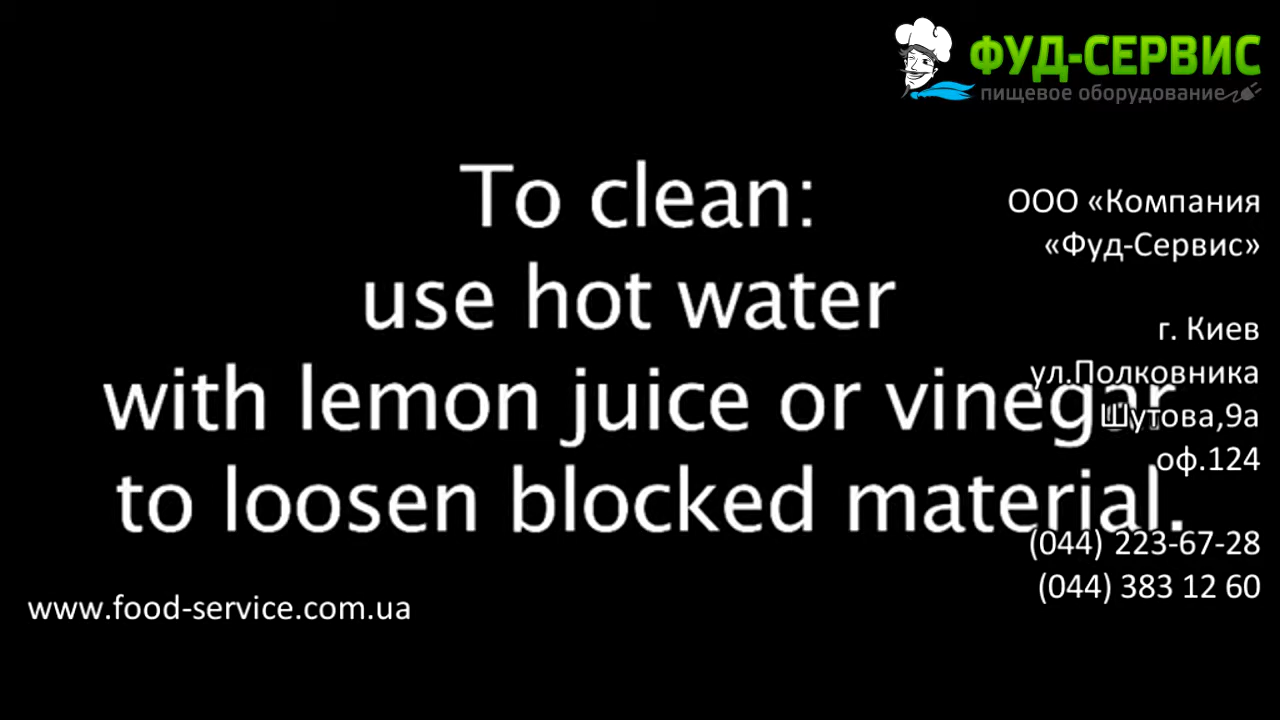 ФУД-СЕРВИС
пищевое оборудование
To clean:
use hot water
with lemon juice or vinegar
to loosen blocked material.
ООО «Компания
«Фуд-Сервис»
г. Киев
ул.Полковника
Шутова,9а
оф.124
(044) 223-67-28
(044) 383 12 60
www.food-service.com.ua